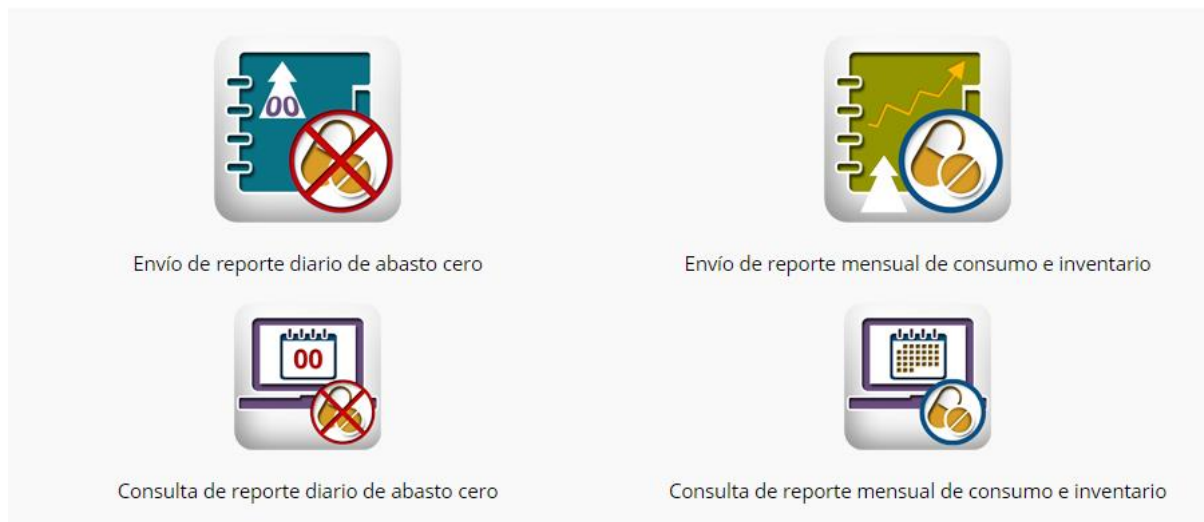 00
Envío de reporte diario de abasto cero
Envío de reporte mensual de consumo e inventario
00
Consulta de reporte diario de abasto cero
Consulta de reporte mensual de consumo e inventario